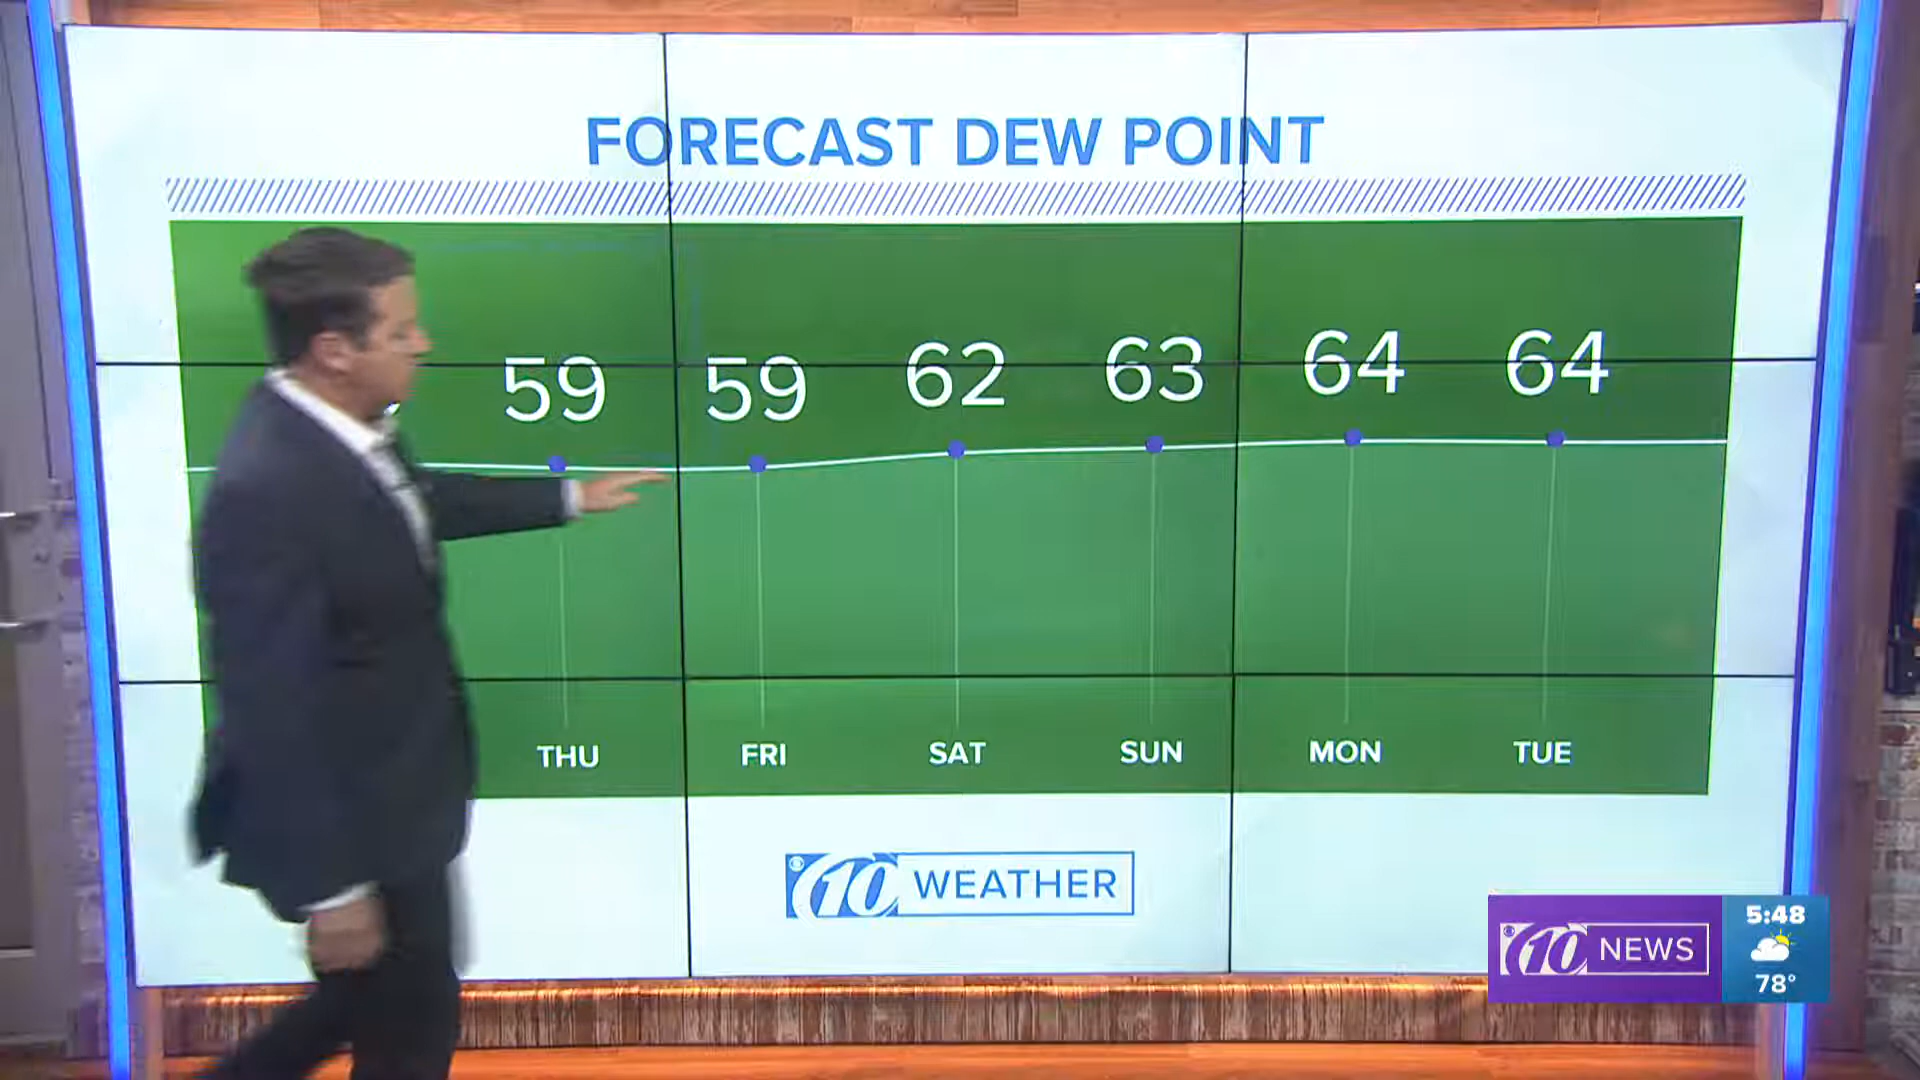 FORECAST DEW POINT
59 59 62 63 64 64
THU FRI SAT SUN MON TUE
10 WEATHER
10 NEWS
5:48
78°